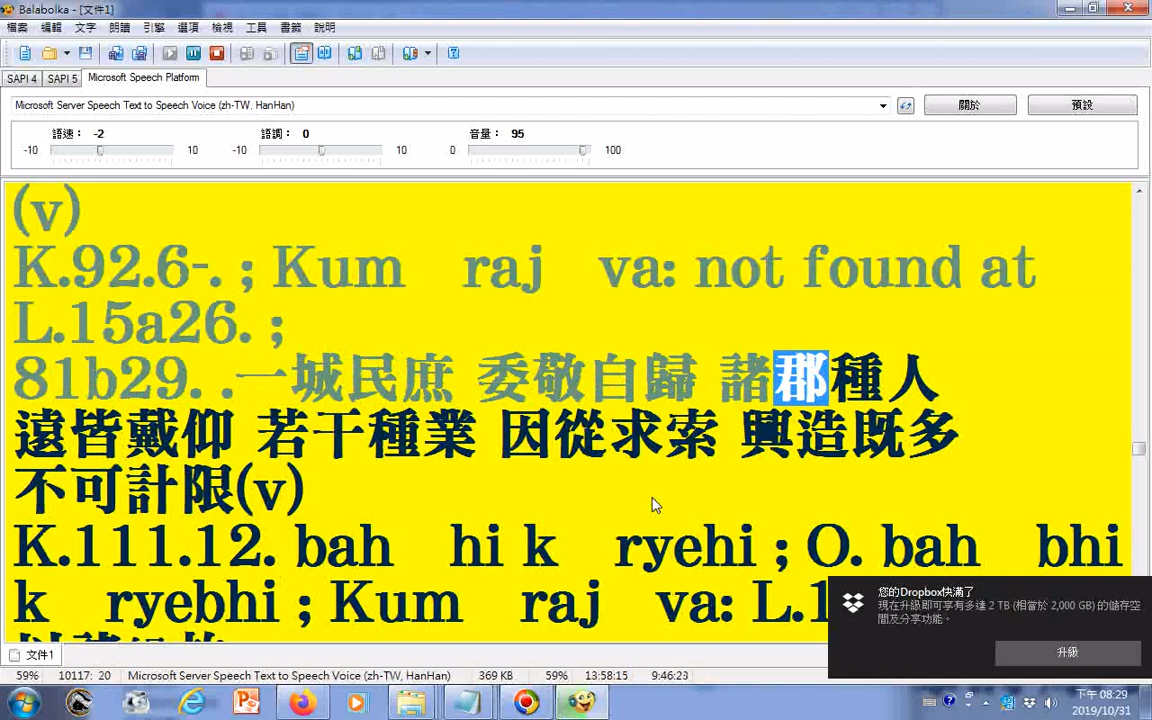 Balabolka - [文件1]
檔案 編輯 文字 朗讀 引擎 選項 檢視 工具 書籤 說明
SAPI 4 SAPI 5 Microsoft Speech Platform
Microsoft Server Speech Text to Speech Voice (zh-TW, HanHan)
關於 預設
語速: -2 語調: 0 音量: 95
-10 10 -10 10 0 100
(v)
K.92.6-. ; Kum raj va: not found at
L.15a26. ;
81b29. .一城民庶 委敬自歸 諸郡種人
遠皆戴仰 若干種業 因從求索 興造既多
不可計限(v)
K.111.12. bah hi k ryehi ; O. bah bhi
k ryebhi ; Kum raj va: L.1
您的Dropbox快滿了
現在升級即可享有多達 2 TB (相當於 2,000 GB) 的儲存空
間及分享功能。
升級
文件1
59% 10117: 20 Microsoft Server Speech Text to Speech Voice (zh-TW, HanHan) 369 KB 59% 13:58:15 9:46:23
下午 08:29
2019/10/31